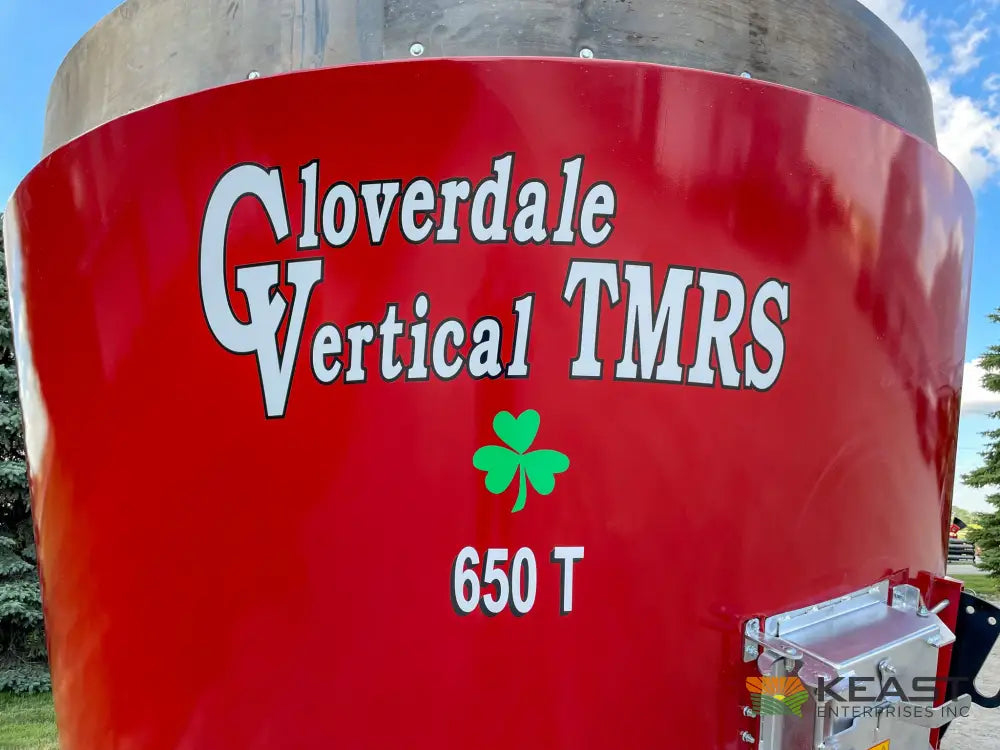 Cloverdale
Vertical TMRS
650 T
KEAST
ENTERPRISES INC